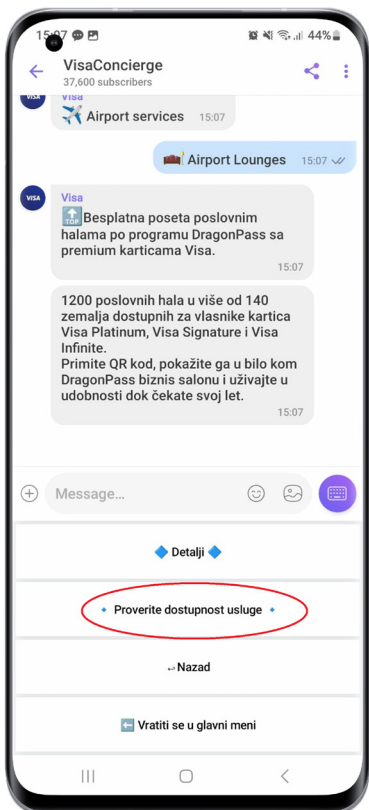 15:07
44%
VisaConcierge
37,600 subscribers
Visa
Airport services 15:07
Airport Lounges 15:07
VISA
Visa
TOP Besplatna poseta poslovnim
halama po programu DragonPass sa
premium karticama Visa.
15:07
1200 poslovnih hala u više od 140
zemalja dostupnih za vlasnike kartica
Visa Platinum, Visa Signature i Visa
Infinite.
Primite QR kod, pokažite ga u bilo kom
DragonPass biznis salonu i uživajte u
udobnosti dok čekate svoj let.
15:07
Message...
Detalji
Proverite dostupnost usluge
Nazad
Vratiti se u glavni meni